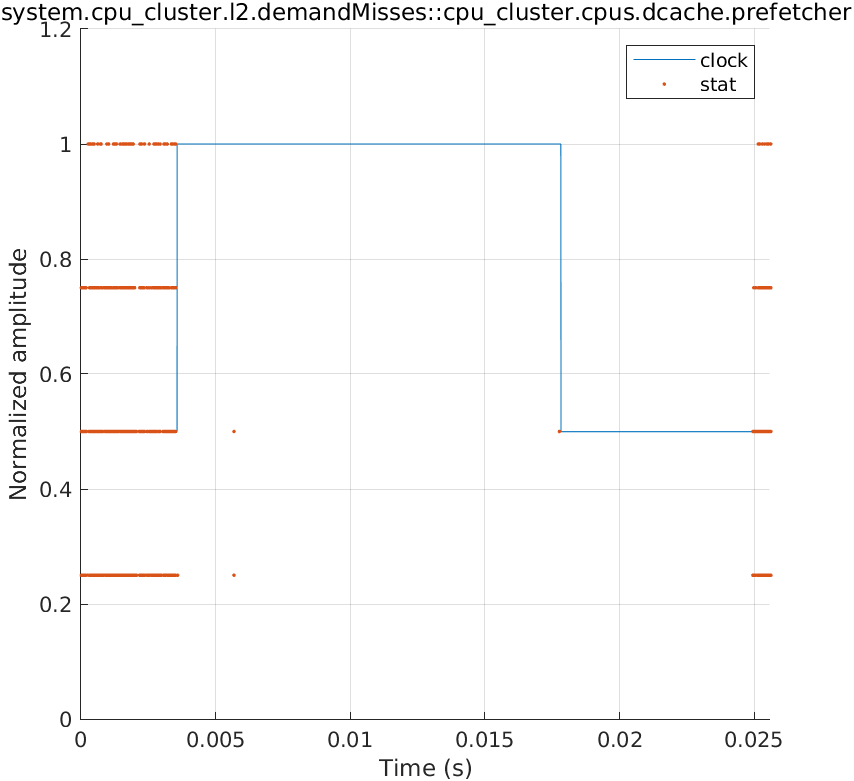 system.cpu_cluster.l2.demandMisses::cpu_cluster.cpus.dcache.prefetcher
1.2
clock
stat
1
0.8
Normalized amplitude
0.6
0.4
0.2
0
0 0.005 0.01 0.015 0.02 0.025
Time (s)